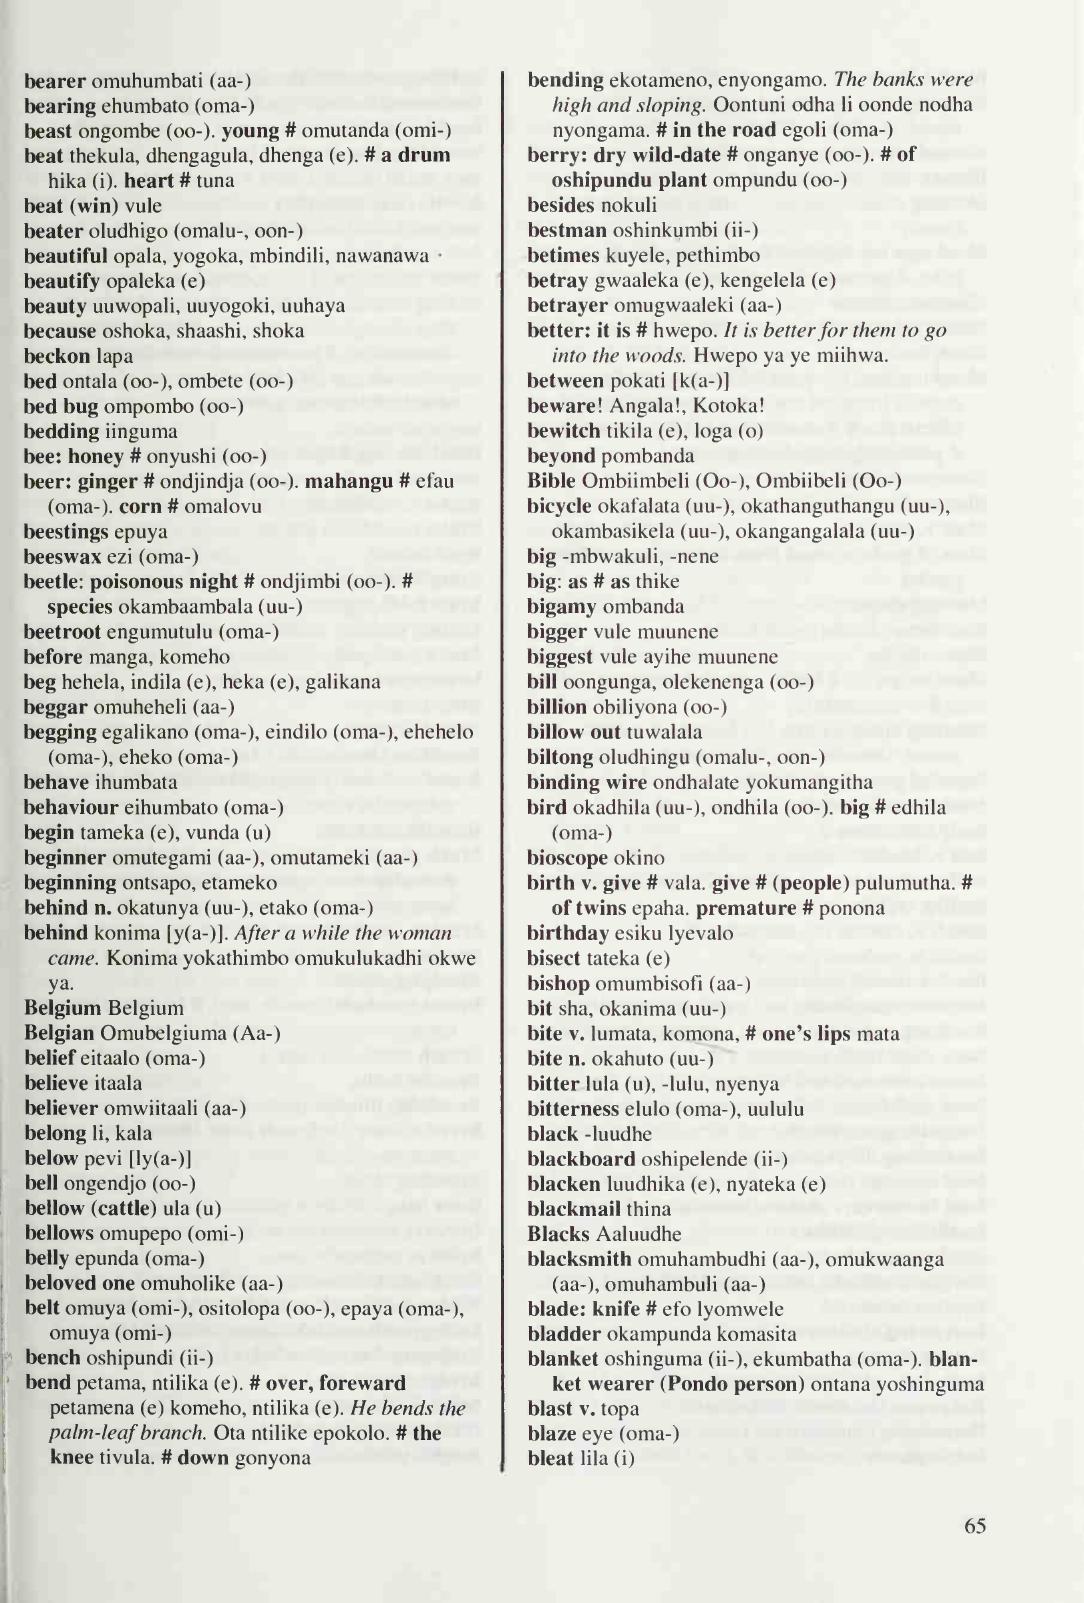 bearer omuhumbati (aa-)
bearing ehumbato (oma-)
beast ongombe (oo-). young # omutanda (omi-)
beat thekula, dhengagula, dhenga (e). # a drum
hika (i). heart # tuna
beat (win) vule
beater oludhigo (omalu-, oon-)
beautiful opala, yogoka, mbindili, nawanawa
beautify opaleka (e)
beauty uuwopali, uuyogoki, uuhaya
because oshoka, shaashi, shoka
beckon lapa
bed ontala (oo-), ombete (oo-)
bed bug ompombo (oo-)
bedding iinguma
bee: honey # onyushi (oo-)
beer: ginger # ondjindja (oo-). mahangu # efau
(oma-). corn # omalovu
beestings epuya
beeswax ezi (oma-)
beetle: poisonous night # ondjimbi (oo-). #
species okambaambala (uu-)
beetroot engumutulu (oma-)
before manga, komeho
beg hehela, indila (e), heka (e), galikana
beggar omuheheli (aa-)
begging egalikano (oma-), eindilo (oma-), ehehelo
(oma-), eheko (oma-)
behave ihumbata
behaviour eihumbato (oma-)
begin tameka (e), vunda (u)
beginner omutegami (aa-), omutameki (aa-)
beginning ontsapo, etameko
behind n. okatunya (uu-), etako (oma-)
behind konima [y(a-)]. After a while the woman
came. Konima yokathimbo omukulukadhi okwe
ya.
Belgium Belgium
Belgian Omubelgiuma (Aa-)
belief eitaalo (oma-)
believe itaala
believer omwiitaali (aa-)
belong li, kala
below pevi [ly(a-)]
bell ongendjo (oo-)
bellow (cattle) ula (u)
bellows omupepo (omi-)
belly epunda (oma-)
beloved one omuholike (aa-)
belt omuya (omi-), ositolopa (oo-), epaya (oma-),
omuya (omi-)
bench oshipundi (ii-)
bend petama, ntilika (e). # over, foreward
petamena (e) komeho, ntilika (e). He bends the
palm-leaf branch. Ota ntilike epokolo. # the
knee tivula. # down gonyona
bending ekotameno, enyongamo. The banks were
high and sloping. Oontuni odha li oonde nodha
nyongama. # in the road egoli (oma-)
berry: dry wild-date # onganye (oo-). # of
oshipundu plant ompundu (oo-)
besides nokuli
bestman oshinkumbi (ii-)
betimes kuyele, pethimbo
betray gwaaleka (e), kengelela (e)
betrayer omugwaaleki (aa-)
better: it is # hwepo. It is better for them to go
into the woods. Hwepo ya ye miihwa.
between pokati [k(a-)]
beware! Angala!, Kotoka!
bewitch tikila (e), loga (o)
beyond pombanda
Bible Ombiimbeli (Oo-), Ombiibeli (Oo-)
bicycle okafalata (uu-), okathanguthangu (uu-),
okambasikela (uu-), okangangalala (uu-)
big -mbwakuli, -nene
big: as # as thike
bigamy ombanda
bigger vule muunene
biggest vule ayihe muunene
bill oongunga, olekenenga (oo-)
billion obiliyona (oo-)
billow out tuwalala
biltong oludhingu (omalu-, oon-)
binding wire ondhalate yokumangitha
bird okadhila (uu-), ondhila (oo-). big # edhila
(oma-)
bioscope okino
birth v. give # vala. give # (people) pulumutha. #
of twins epaha. premature # ponona
birthday esiku lyevalo
bisect tateka (e)
bishop omumbisofi (aa-)
bit sha, okanima (uu-)
bite v. lumata, komona, # one's lips mata
bite n. okahuto (uu-)
bitter lula (u), -lulu, nyenya
bitterness elulo (oma-), uululu
black -luudhe
blackboard oshipelende (ii-)
blacken luudhika (e), nyateka (e)
blackmail thina
Blacks Aaluudhe
blacksmith omuhambudhi (aa-), omukwaanga
(aa-), omuhambuli (aa-)
blade: knife # efo lyomwele
bladder okampunda komasita
blanket oshinguma (ii-), ekumbatha (oma-). blan-
ket wearer (Pondo person) ontana yoshinguma
blast v. topa
blaze eye (oma-)
bleat lila (i)
65